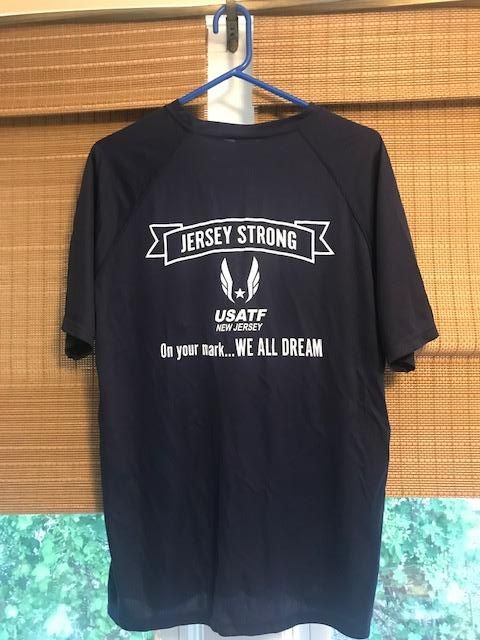 JERSEY STRONG
USATF
NEW JERSEY
On your mark...WE ALL DREAM